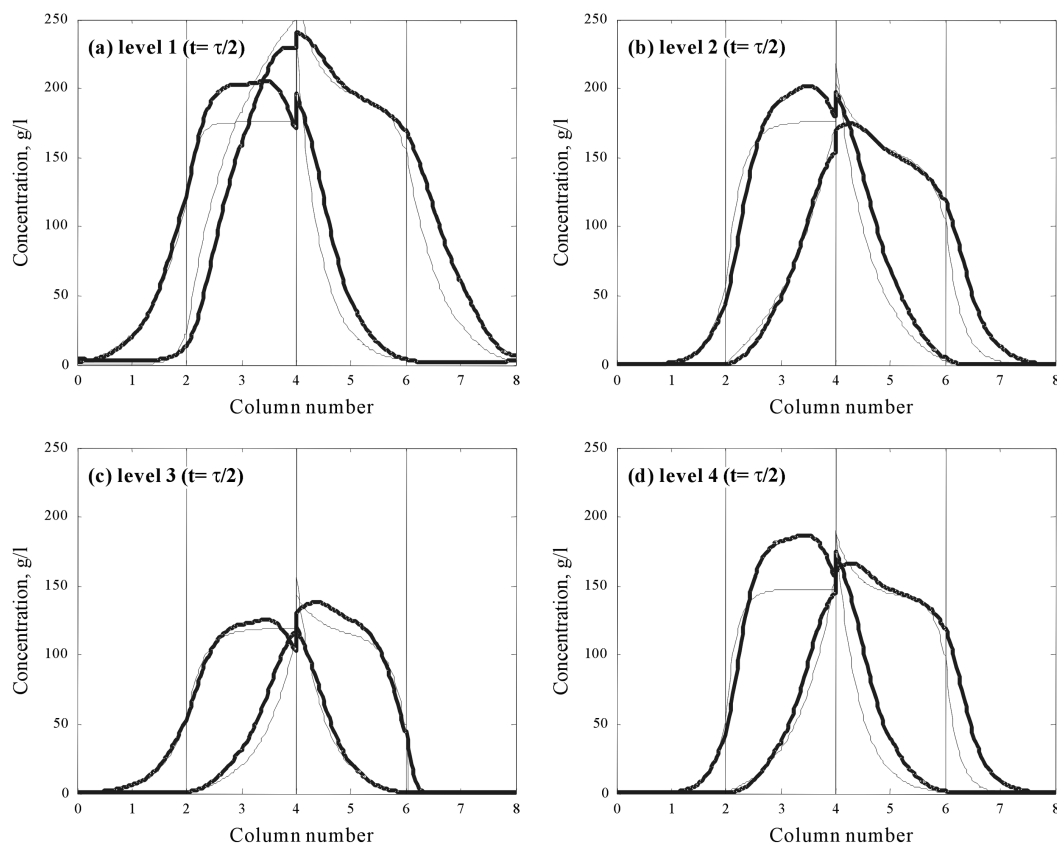 (a) level 1 (t= τ/2)
Concentration, g/l
250
200
150
100
50
0
0 1 2 3 4 5 6 7 8
Column number
(b) level 2 (t= τ/2)
Concentration, g/l
250
200
150
100
50
0
0 1 2 3 4 5 6 7 8
Column number
(c) level 3 (t= τ/2)
Concentration, g/l
250
200
150
100
50
0
0 1 2 3 4 5 6 7 8
Column number
(d) level 4 (t= τ/2)
Concentration, g/l
250
200
150
100
50
0
0 1 2 3 4 5 6 7 8
Column number